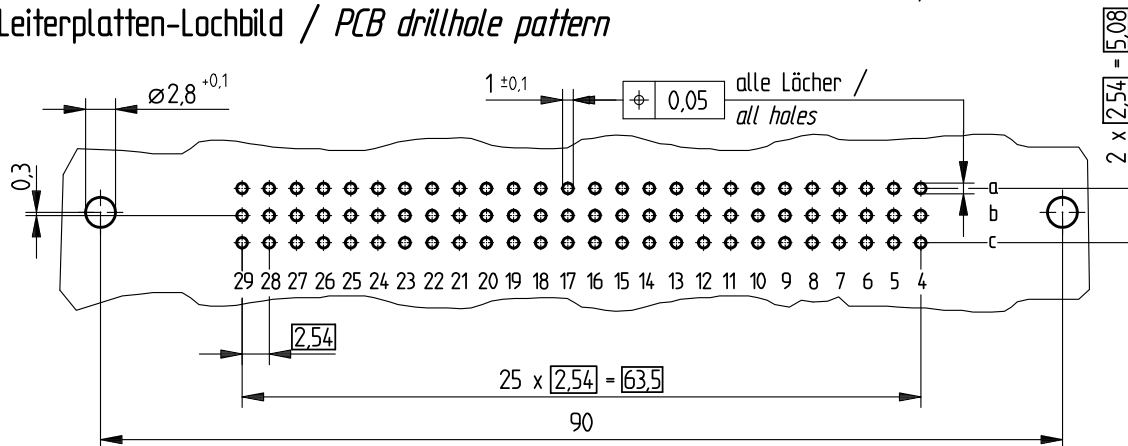 Leiterplatten-Lochbild / PCB drillhole pattern
⌀2,8 +0,1
1 ±0,1
⌖ 0,05
alle Löcher /
all holes
2 x 2,54 = 5,08
0,3
a
b
c
29 28 27 26 25 24 23 22 21 20 19 18 17 16 15 14 13 12 11 10 9 8 7 6 5 4
2,54
25 x 2,54 = 63,5
90